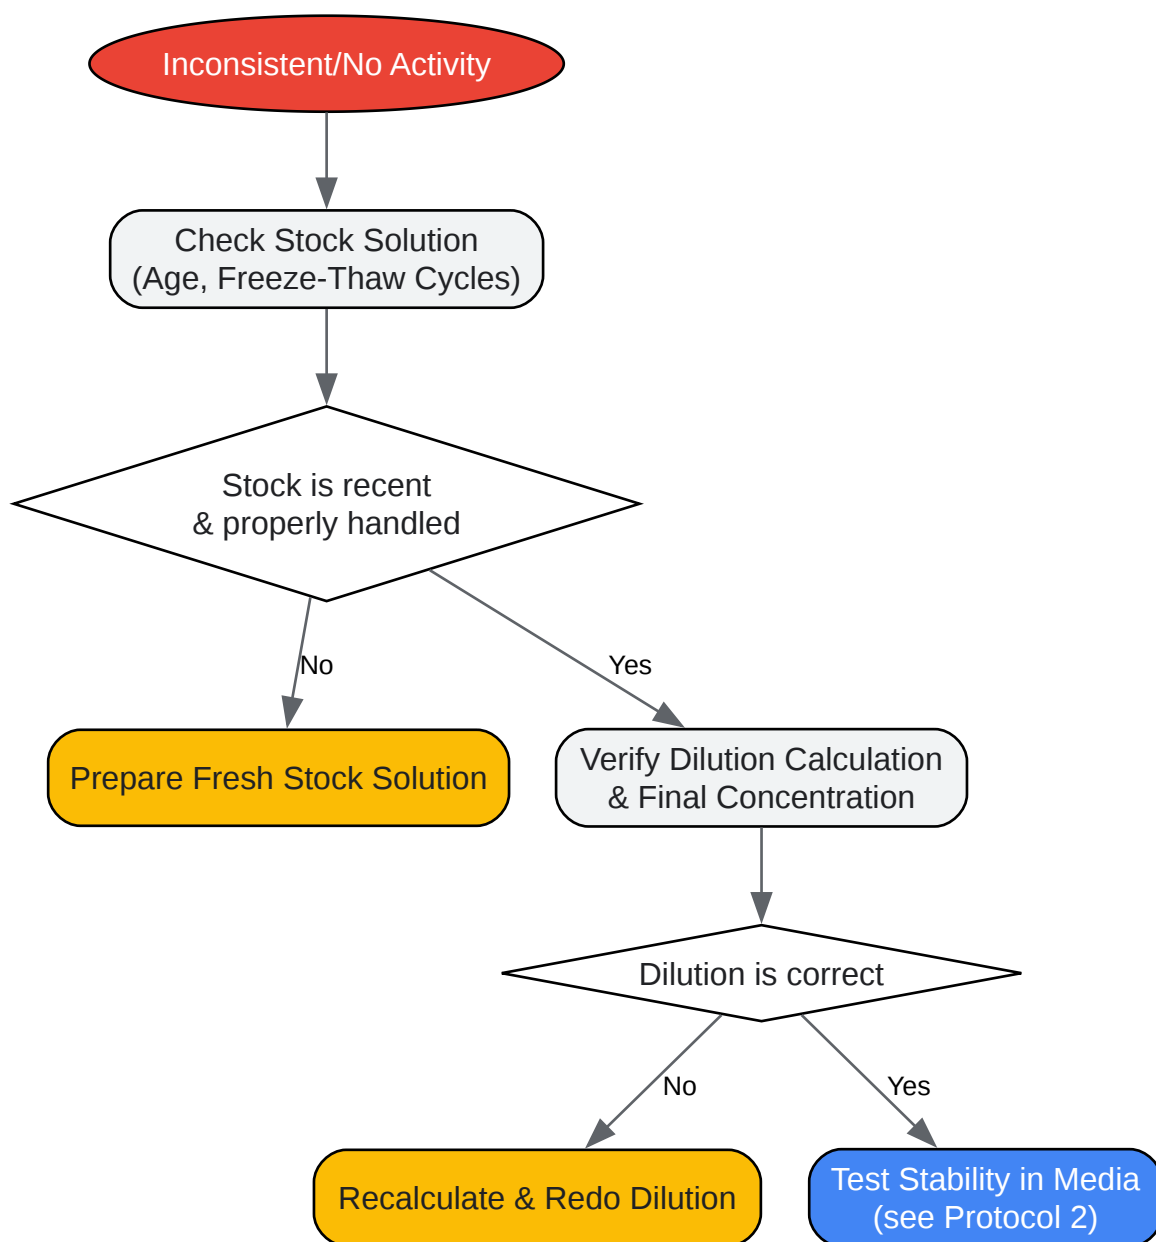 Inconsistent/No Activity
Check Stock Solution
(Age, Freeze-Thaw Cycles)
Stock is recent
& properly handled
No
Yes
Prepare Fresh Stock Solution
Verify Dilution Calculation
& Final Concentration
Dilution is correct
No
Yes
Recalculate & Redo Dilution
Test Stability in Media
(see Protocol 2)